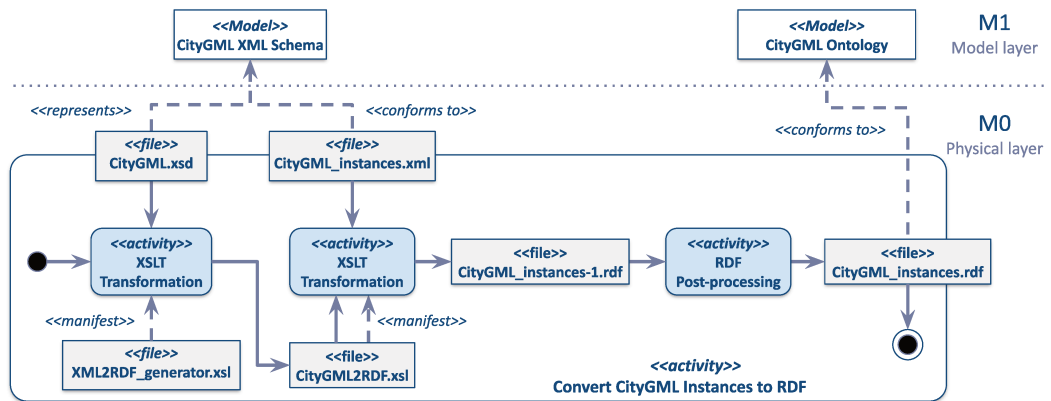 <<Model>>
CityGML XML Schema
<<Model>>
CityGML Ontology
M1
Model layer
<<represents>>
<<conforms to>>
<<conforms to>>
M0
Physical layer
<<file>>
CityGML.xsd
<<file>>
CityGML_instances.xml
<<activity>>
XSLT
Transformation
<<activity>>
XSLT
Transformation
<<file>>
CityGML_instances-1.rdf
<<activity>>
RDF
Post-processing
<<file>>
CityGML_instances.rdf
<<manifest>>
<<manifest>>
<<file>>
XML2RDF_generator.xsl
<<file>>
CityGML2RDF.xsl
<<activity>>
Convert CityGML Instances to RDF